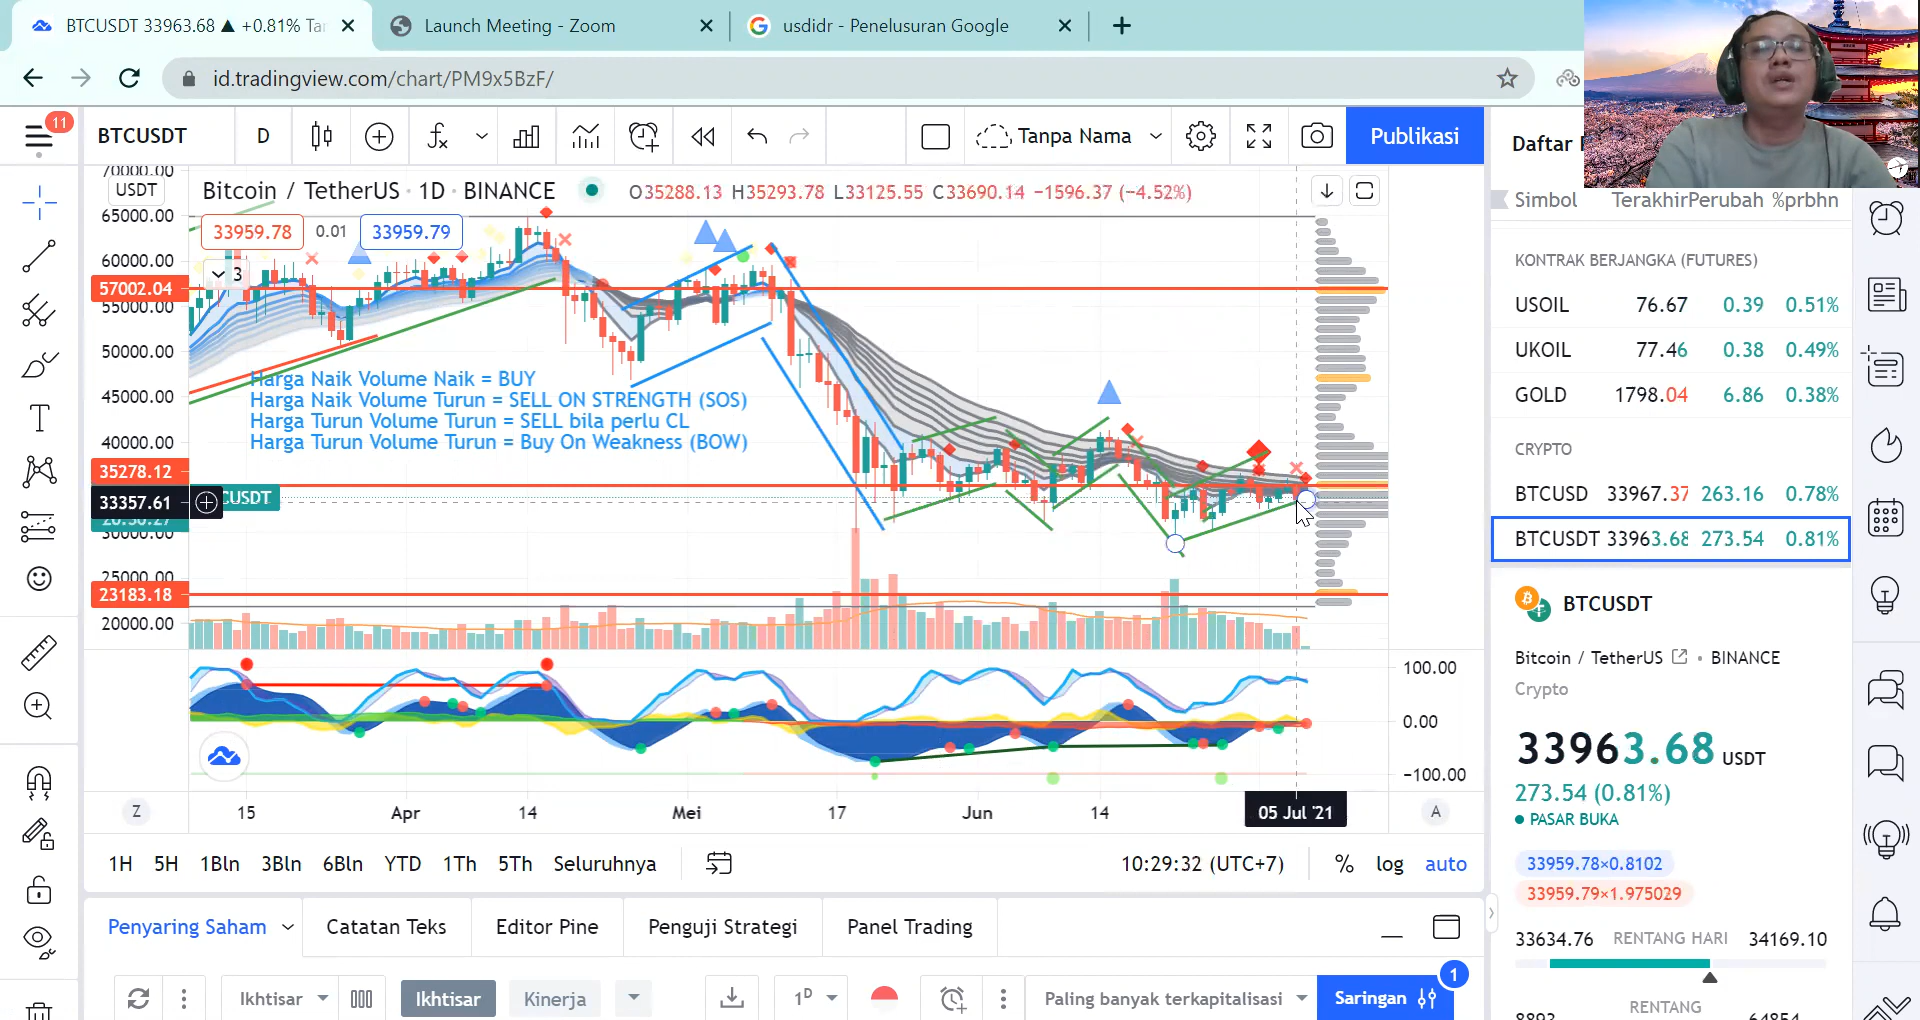 BTCUSDT 33963.68 ▲ +0.81%
Launch Meeting - Zoom
usdidr - Penelusuran Google
id.tradingview.com/chart/PM9x5BzF/
11
BTCUSDT
D
Tanpa Nama
Publikasi
Daftar
70000.00
USDT
Bitcoin / TetherUS · 1D · BINANCE
O35288.13 H35293.78 L33125.55 C33690.14 −1596.37 (−4.52%)
Simbol
Terakhir
Perubah
%prbhn
65000.00
33959.78
0.01
33959.79
60000.00
3
57002.04
55000.00
50000.00
45000.00
40000.00
35278.12
33357.61
CUSDT
30000.00
25000.00
23183.18
20000.00
Harga Naik Volume Naik = BUY
Harga Naik Volume Turun = SELL ON STRENGTH (SOS)
Harga Turun Volume Turun = SELL bila perlu CL
Harga Turun Volume Turun = Buy On Weakness (BOW)
KONTRAK BERJANGKA (FUTURES)
USOIL 76.67 0.39 0.51%
UKOIL 77.46 0.38 0.49%
GOLD 1798.04 6.86 0.38%
CRYPTO
BTCUSD 33967.37 263.16 0.78%
BTCUSDT 33963.68 273.54 0.81%
BTCUSDT
Bitcoin / TetherUS • BINANCE
Crypto
33963.68 USDT
273.54 (0.81%)
PASAR BUKA
33959.78×0.8102
33959.79×1.975029
33634.76 RENTANG HARI 34169.10
RENTANG
8893 64854
100.00
0.00
−100.00
Z
15
Apr
14
Mei
17
Jun
14
05 Jul '21
A
1H
5H
1Bln
3Bln
6Bln
YTD
1Th
5Th
Seluruhnya
10:29:32 (UTC+7)
%
log
auto
Penyaring Saham
Catatan Teks
Editor Pine
Penguji Strategi
Panel Trading
Ikhtisar
Ikhtisar
Kinerja
1D
Paling banyak terkapitalisasi
Saringan
1